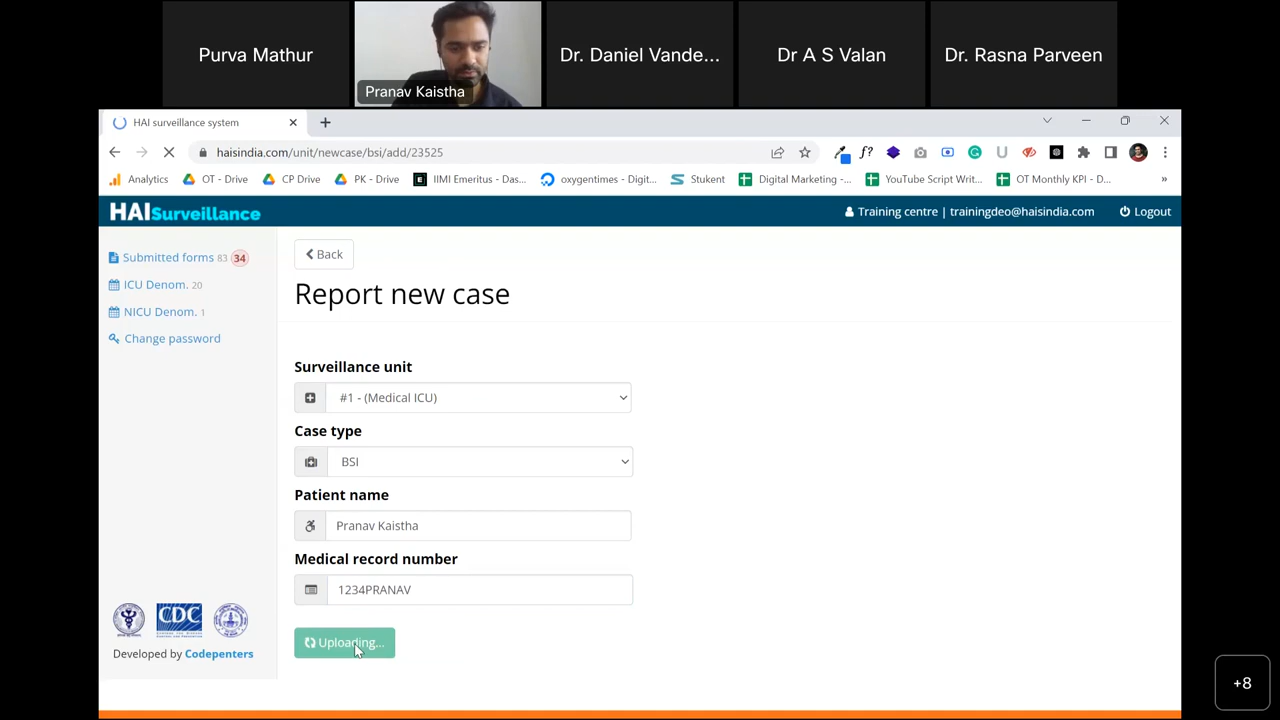 Purva Mathur
Pranav Kaistha
Dr. Daniel Vande...
Dr A S Valan
Dr. Rasna Parveen
HAI surveillance system
haisindia.com/unit/newcase/bsi/add/23525
Analytics
OT - Drive
CP Drive
PK - Drive
IIMI Emeritus - Das...
oxygentimes - Digit...
Stukent
Digital Marketing -...
YouTube Script Writ...
OT Monthly KPI - D...
»
HAISurveillance
Training centre | trainingdeo@haisindia.com
Logout
Submitted forms 83 34
ICU Denom. 20
NICU Denom. 1
Change password
Back
Report new case
Surveillance unit
#1 - (Medical ICU)
Case type
BSI
Patient name
Pranav Kaistha
Medical record number
1234PRANAV
Uploading...
CDC
Developed by Codepenters
+8